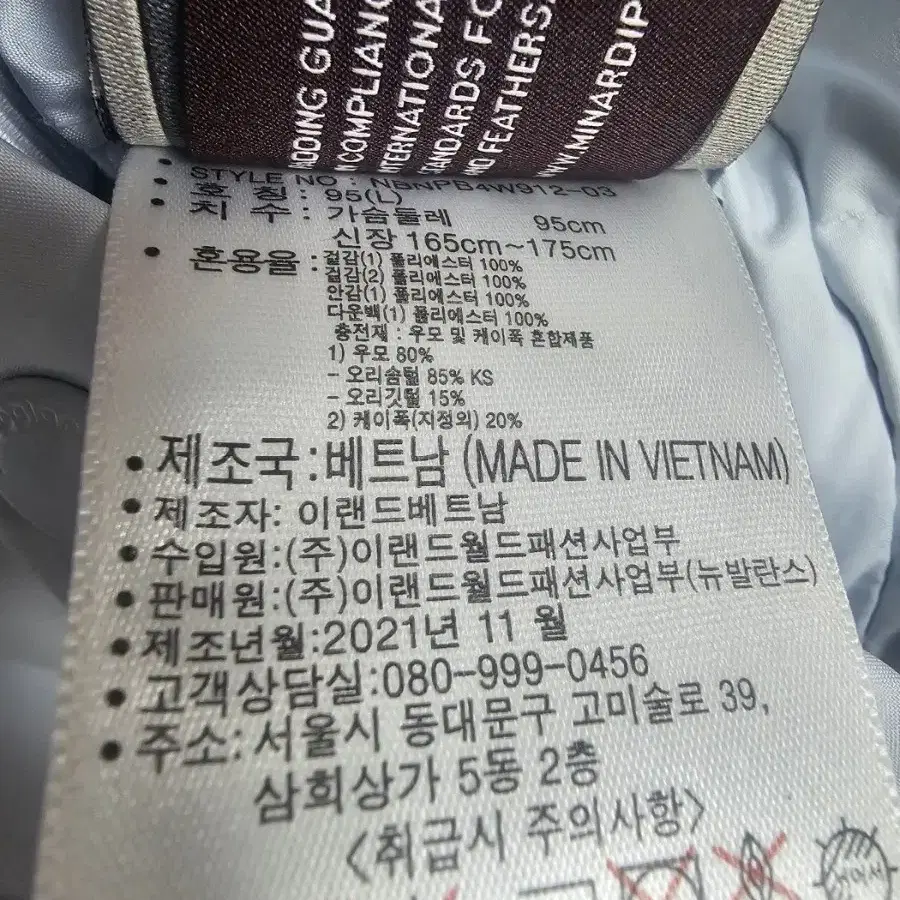 ADDING GUA
COMPLIANC
INTERNATIONA
STANDARDS FO
AND FEATHERS.
WWW.MINARDIP
STYLE NO : NBNPB4W912-03
호 칭 : 95(L)
치 수 : 가슴둘레 95cm
신장 165cm~175cm
혼용율 : 겉감(1) 폴리에스터 100%
겉감(2) 폴리에스터 100%
안감(1) 폴리에스터 100%
다운백(1) 폴리에스터 100%
충전재 : 우모 및 케이폭 혼합제품
1) 우모 80%
- 오리솜털 85% KS
- 오리깃털 15%
2) 케이폭(지정외) 20%
• 제조국 : 베트남 (MADE IN VIETNAM)
• 제조자: 이랜드베트남
• 수입원:(주)이랜드월드패션사업부
• 판매원:(주)이랜드월드패션사업부(뉴발란스)
• 제조년월:2021년 11 월
• 고객상담실:080-999-0456
• 주소: 서울시 동대문구 고미술로 39,
삼희상가 5동 2층
<취급시 주의사항>